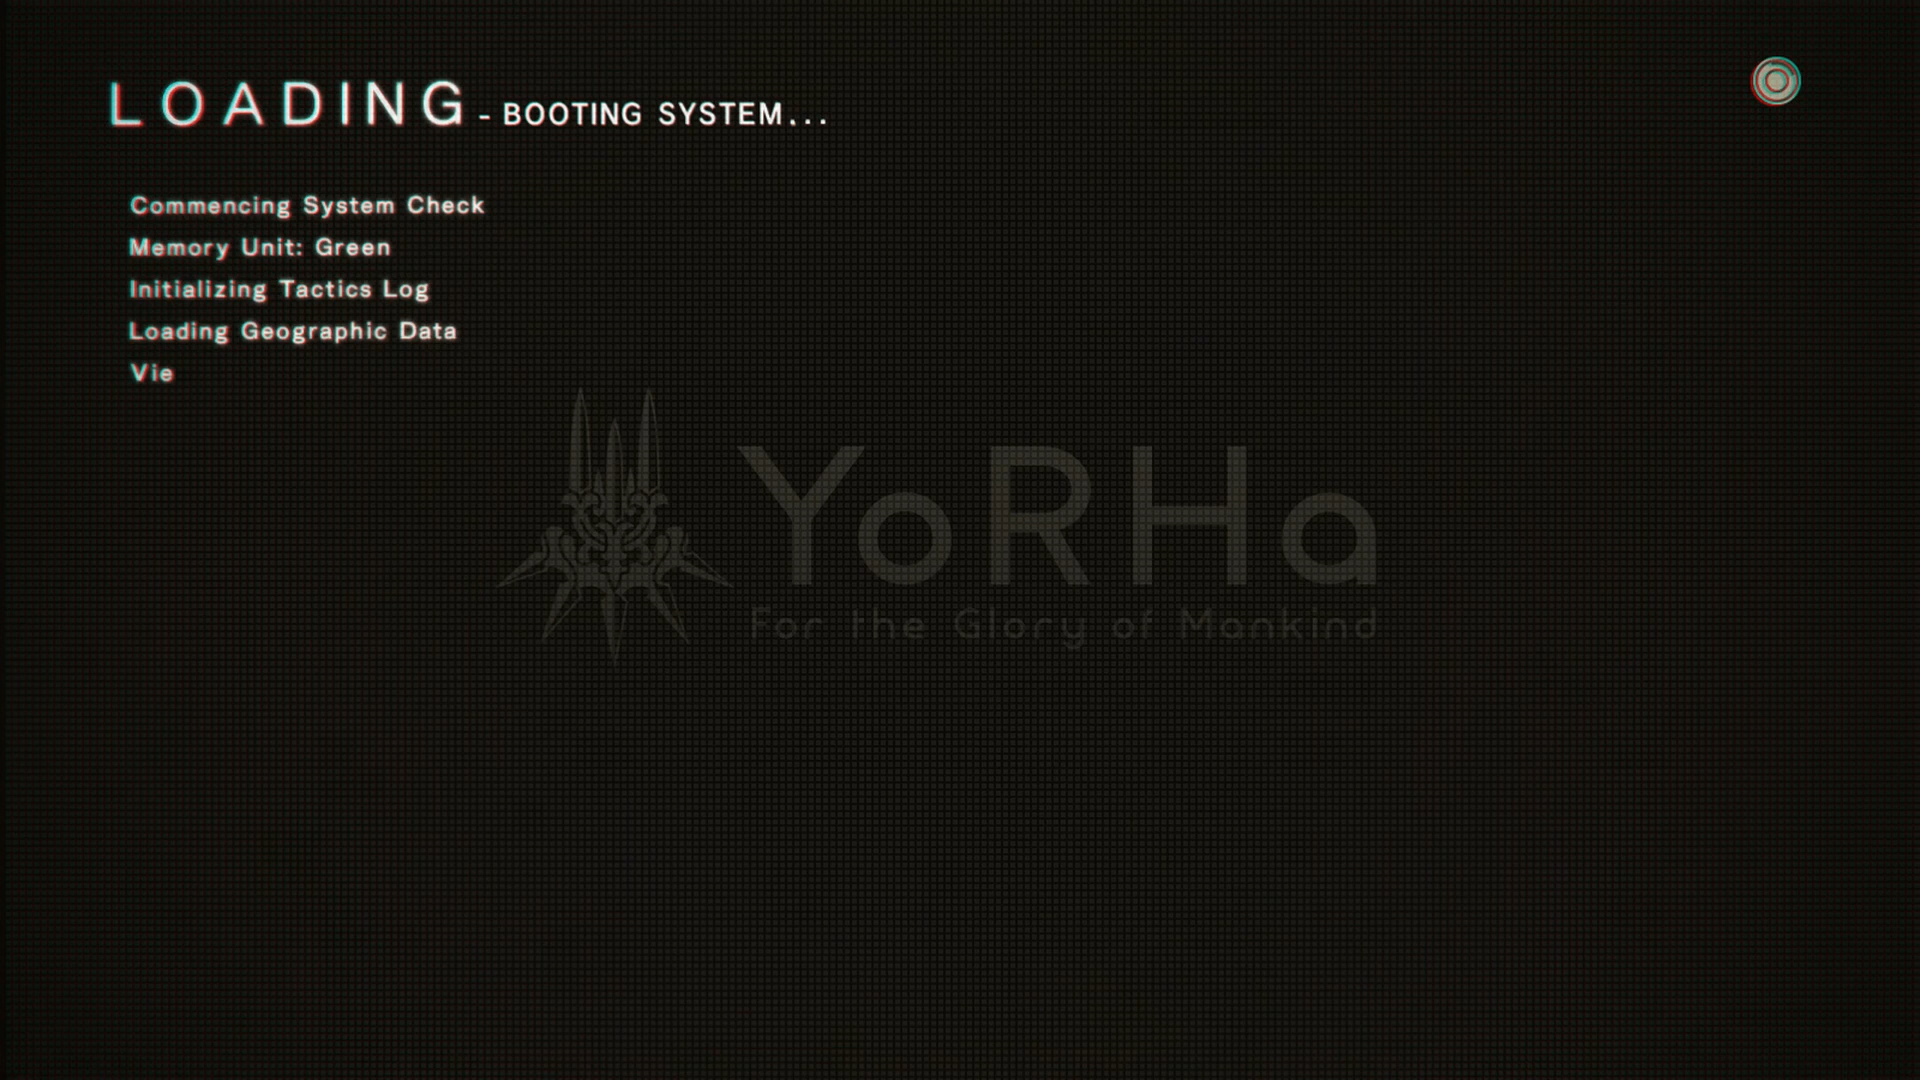 LOADING - BOOTING SYSTEM...
Commencing System Check
Memory Unit: Green
Initializing Tactics Log
Loading Geographic Data
Vie
YoRHa
For the Glory of Mankind